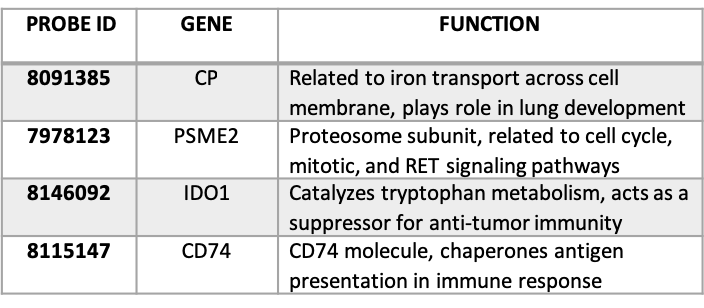 PROBE ID GENE FUNCTION
8091385 CP Related to iron transport across cell
membrane, plays role in lung development
7978123 PSME2 Proteosome subunit, related to cell cycle,
mitotic, and RET signaling pathways
8146092 IDO1 Catalyzes tryptophan metabolism, acts as a
suppressor for anti-tumor immunity
8115147 CD74 CD74 molecule, chaperones antigen
presentation in immune response